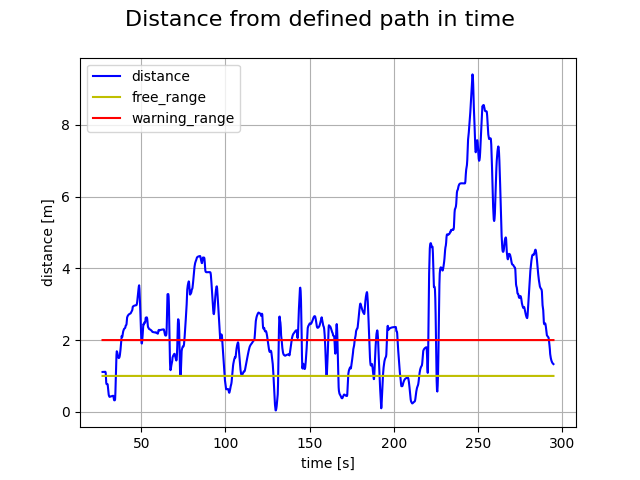 Distance from defined path in time
distance
free_range
warning_range
distance [m]
8
6
4
2
0
50 100 150 200 250 300
time [s]